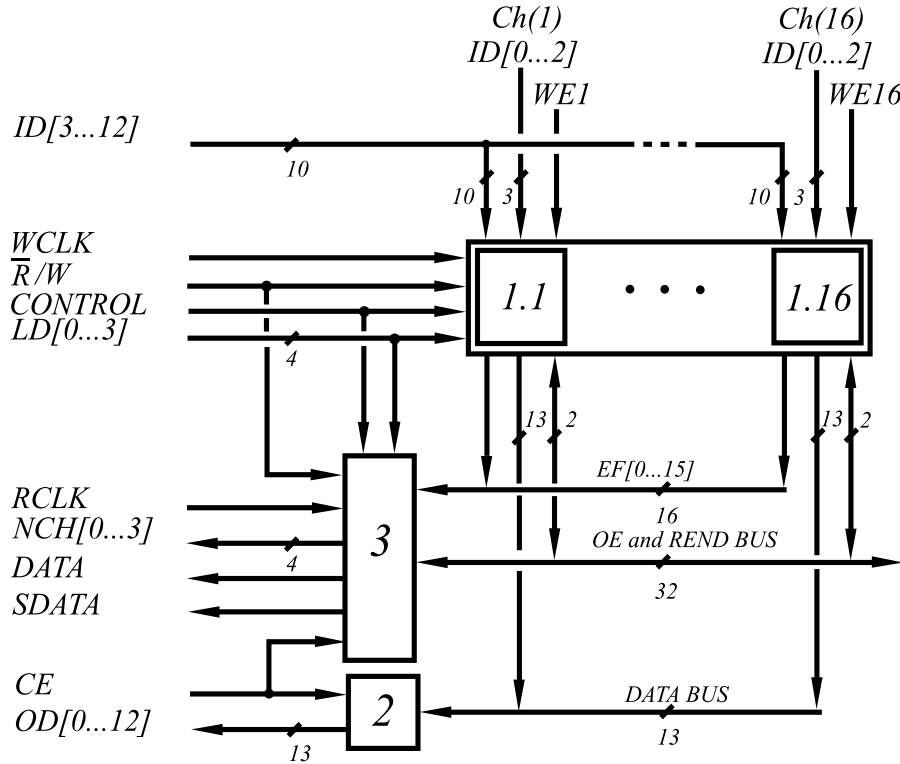 Ch(1)
ID[0...2]
WE1
Ch(16)
ID[0...2]
WE16
ID[3...12]
10
10
3
10
3
WCLK
R̅/W
CONTROL
LD[0...3]
4
1.1
• • •
1.16
13
2
13
2
EF[0...15]
16
RCLK
NCH[0...3]
4
DATA
SDATA
3
OE and REND BUS
32
CE
OD[0...12]
13
2
DATA BUS
13